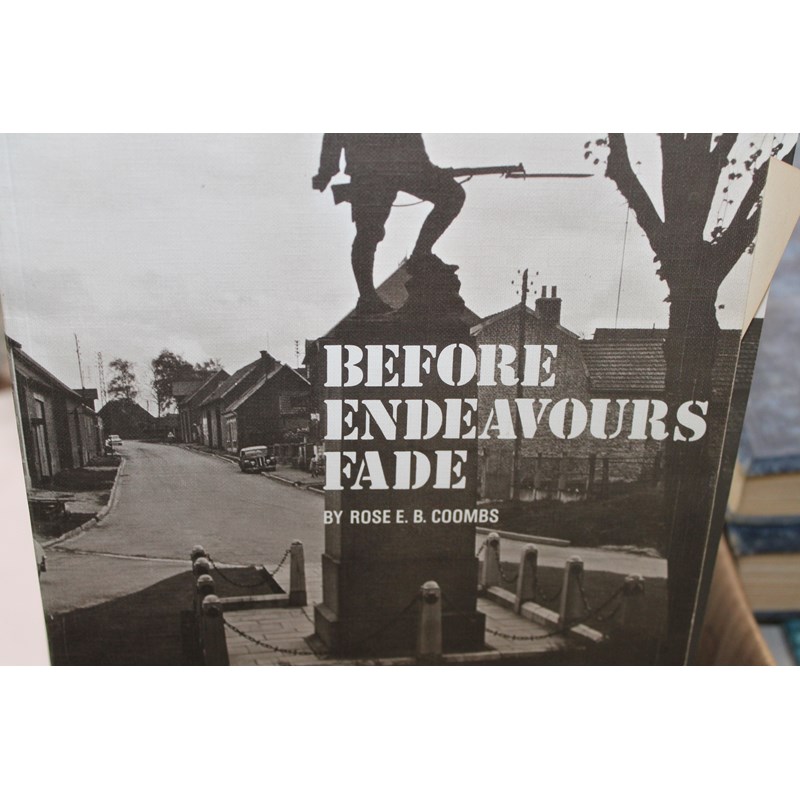 BEFORE
ENDEAVOURS
FADE
BY ROSE E. B. COOMBS